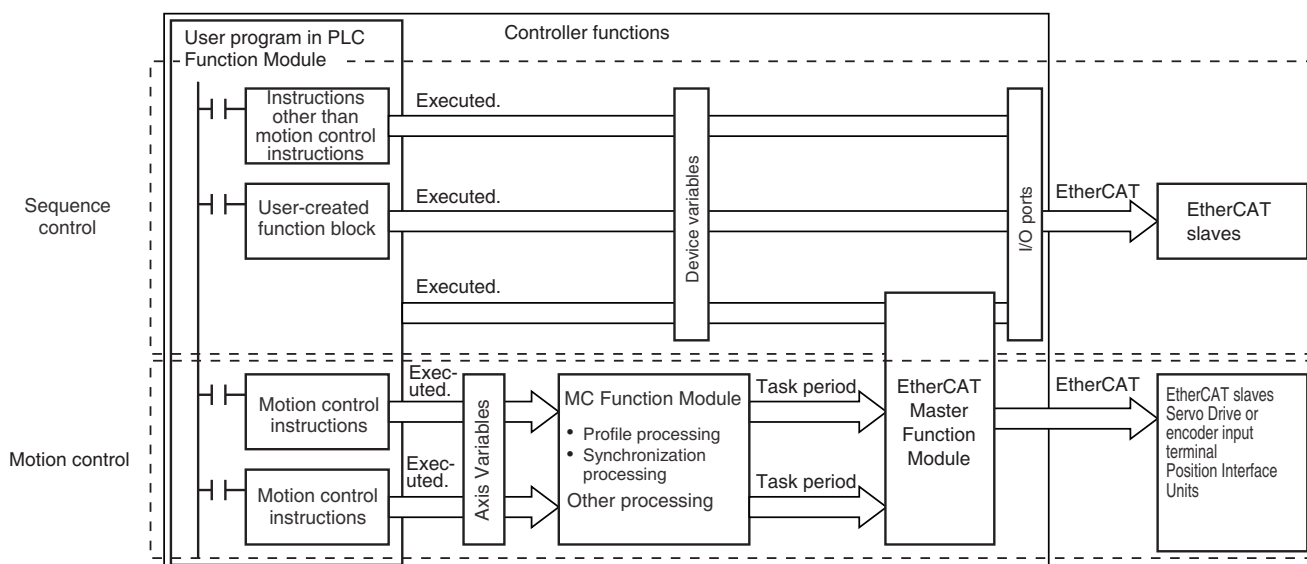 User program in PLC
Function Module
Controller functions
Sequence
control
Instructions
other than
motion control
instructions
Executed.
User-created
function block
Executed.
Executed.
Device variables
I/O ports
EtherCAT
EtherCAT
slaves
Motion control
Motion control
instructions
Exec-
uted.
Motion control
instructions
Exec-
uted.
Axis Variables
MC Function Module
• Profile processing
• Synchronization
processing
Other processing
Task period
Task period
EtherCAT
Master
Function
Module
EtherCAT
EtherCAT slaves
Servo Drive or
encoder input
terminal
Position Interface
Units